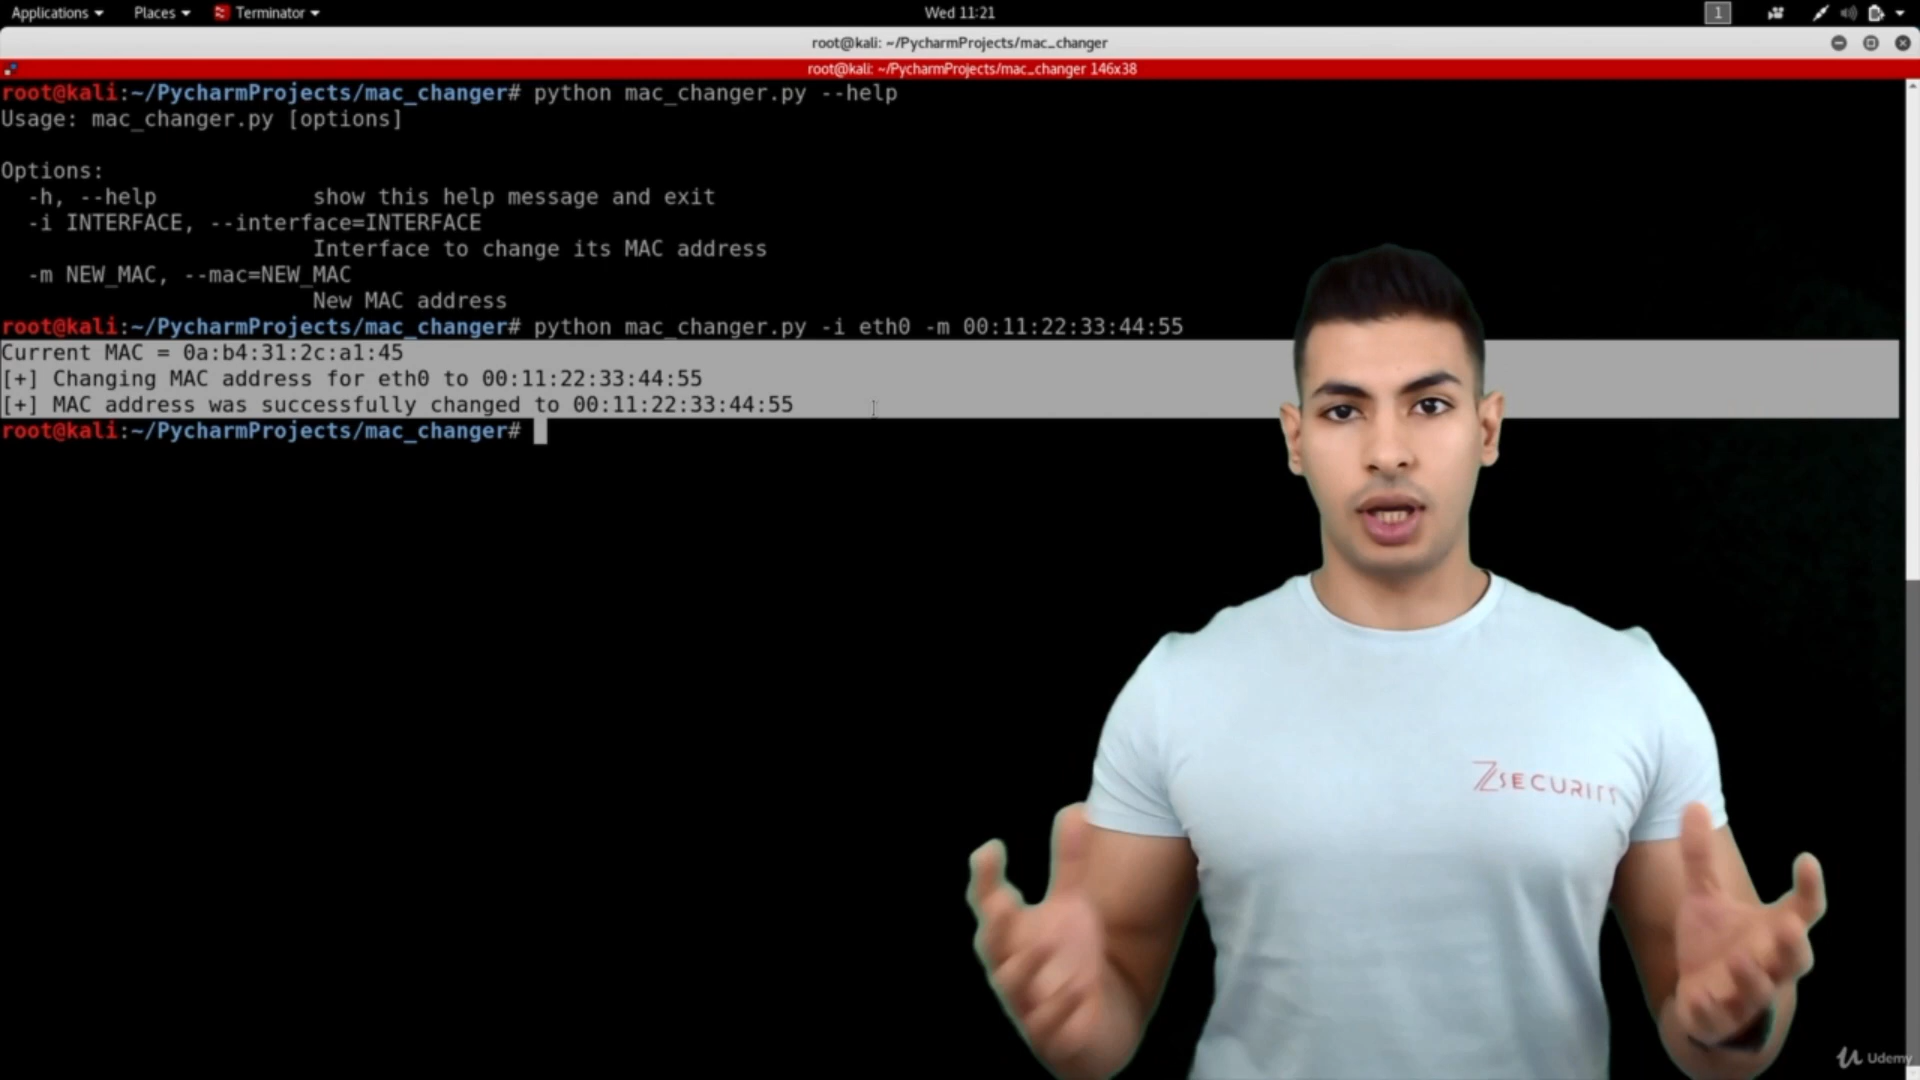 Applications Places Terminator Wed 11:21 1
root@kali: ~/PycharmProjects/mac_changer
root@kali: ~/PycharmProjects/mac_changer 146x38
root@kali:~/PycharmProjects/mac_changer# python mac_changer.py --help
Usage: mac_changer.py [options]
Options:
-h, --help show this help message and exit
-i INTERFACE, --interface=INTERFACE
Interface to change its MAC address
-m NEW_MAC, --mac=NEW_MAC
New MAC address
root@kali:~/PycharmProjects/mac_changer# python mac_changer.py -i eth0 -m 00:11:22:33:44:55
Current MAC = 0a:b4:31:2c:a1:45
[+] Changing MAC address for eth0 to 00:11:22:33:44:55
[+] MAC address was successfully changed to 00:11:22:33:44:55
root@kali:~/PycharmProjects/mac_changer#
ZSECURITY
Udemy